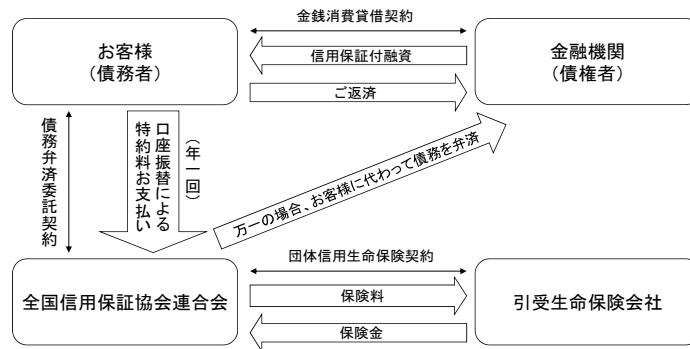 金銭消費貸借契約
お客様
（債務者）
信用保証付融資
金融機関
（債権者）
ご返済
債務弁済委託契約
口座振替による
特約料お支払い
（年一回）
万一の場合、お客様に代わって債務を弁済
団体信用生命保険契約
全国信用保証協会連合会
保険料
引受生命保険会社
保険金